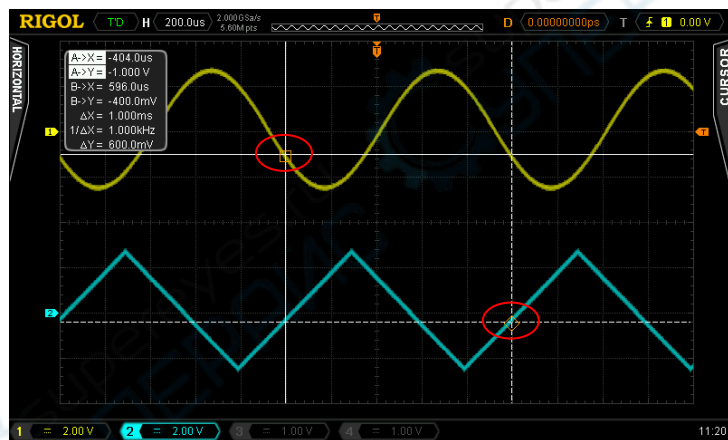 RIGOL T'D H 200.0us 2.000GSa/s 5.60M pts T D 0.00000000ps T 1 0.00 V
HORIZONTAL
CURSOR
T
A->X = -404.0us
A->Y = -1.000 V
B->X = 596.0us
B->Y = -400.0mV
ΔX = 1.000ms
1/ΔX = 1.000kHz
ΔY = 600.0mV
1
T
2
1 = 2.00 V 2 = 2.00 V 3 = 1.00 V 4 = 1.00 V 11:20